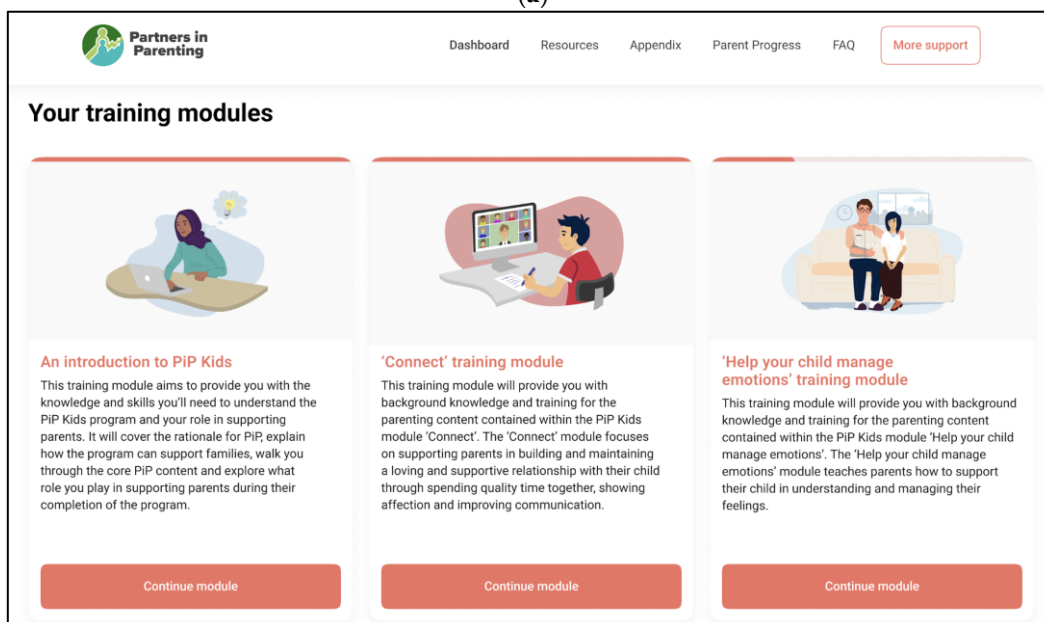 (a)
Partners in
Parenting
Dashboard Resources Appendix Parent Progress FAQ More support
Your training modules
An introduction to PiP Kids
This training module aims to provide you with the
knowledge and skills you'll need to understand the
PiP Kids program and your role in supporting
parents. It will cover the rationale for PiP, explain
how the program can support families, walk you
through the core PiP content and explore what
role you play in supporting parents during their
completion of the program.
Continue module
‘Connect’ training module
This training module will provide you with
background knowledge and training for the
parenting content contained within the PiP Kids
module ‘Connect’. The ‘Connect’ module focuses
on supporting parents in building and maintaining
a loving and supportive relationship with their child
through spending quality time together, showing
affection and improving communication.
Continue module
‘Help your child manage
emotions’ training module
This training module will provide you with background
knowledge and training for the parenting content
contained within the PiP Kids module ‘Help your child
manage emotions’. The ‘Help your child manage
emotions’ module teaches parents how to support
their child in understanding and managing their
feelings.
Continue module